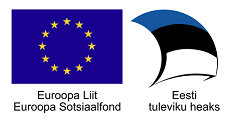 Euroopa Liit
Euroopa Sotsiaalfond
Eesti
tuleviku heaks